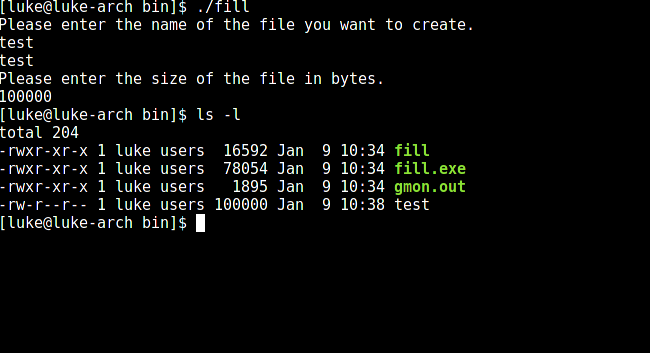 [luke@luke-arch bin]$ ./fill
Please enter the name of the file you want to create.
test
test
Please enter the size of the file in bytes.
100000
[luke@luke-arch bin]$ ls -l
total 204
-rwxr-xr-x 1 luke users  16592 Jan  9 10:34 fill
-rwxr-xr-x 1 luke users  78054 Jan  9 10:34 fill.exe
-rwxr-xr-x 1 luke users   1895 Jan  9 10:34 gmon.out
-rw-r--r-- 1 luke users 100000 Jan  9 10:38 test
[luke@luke-arch bin]$